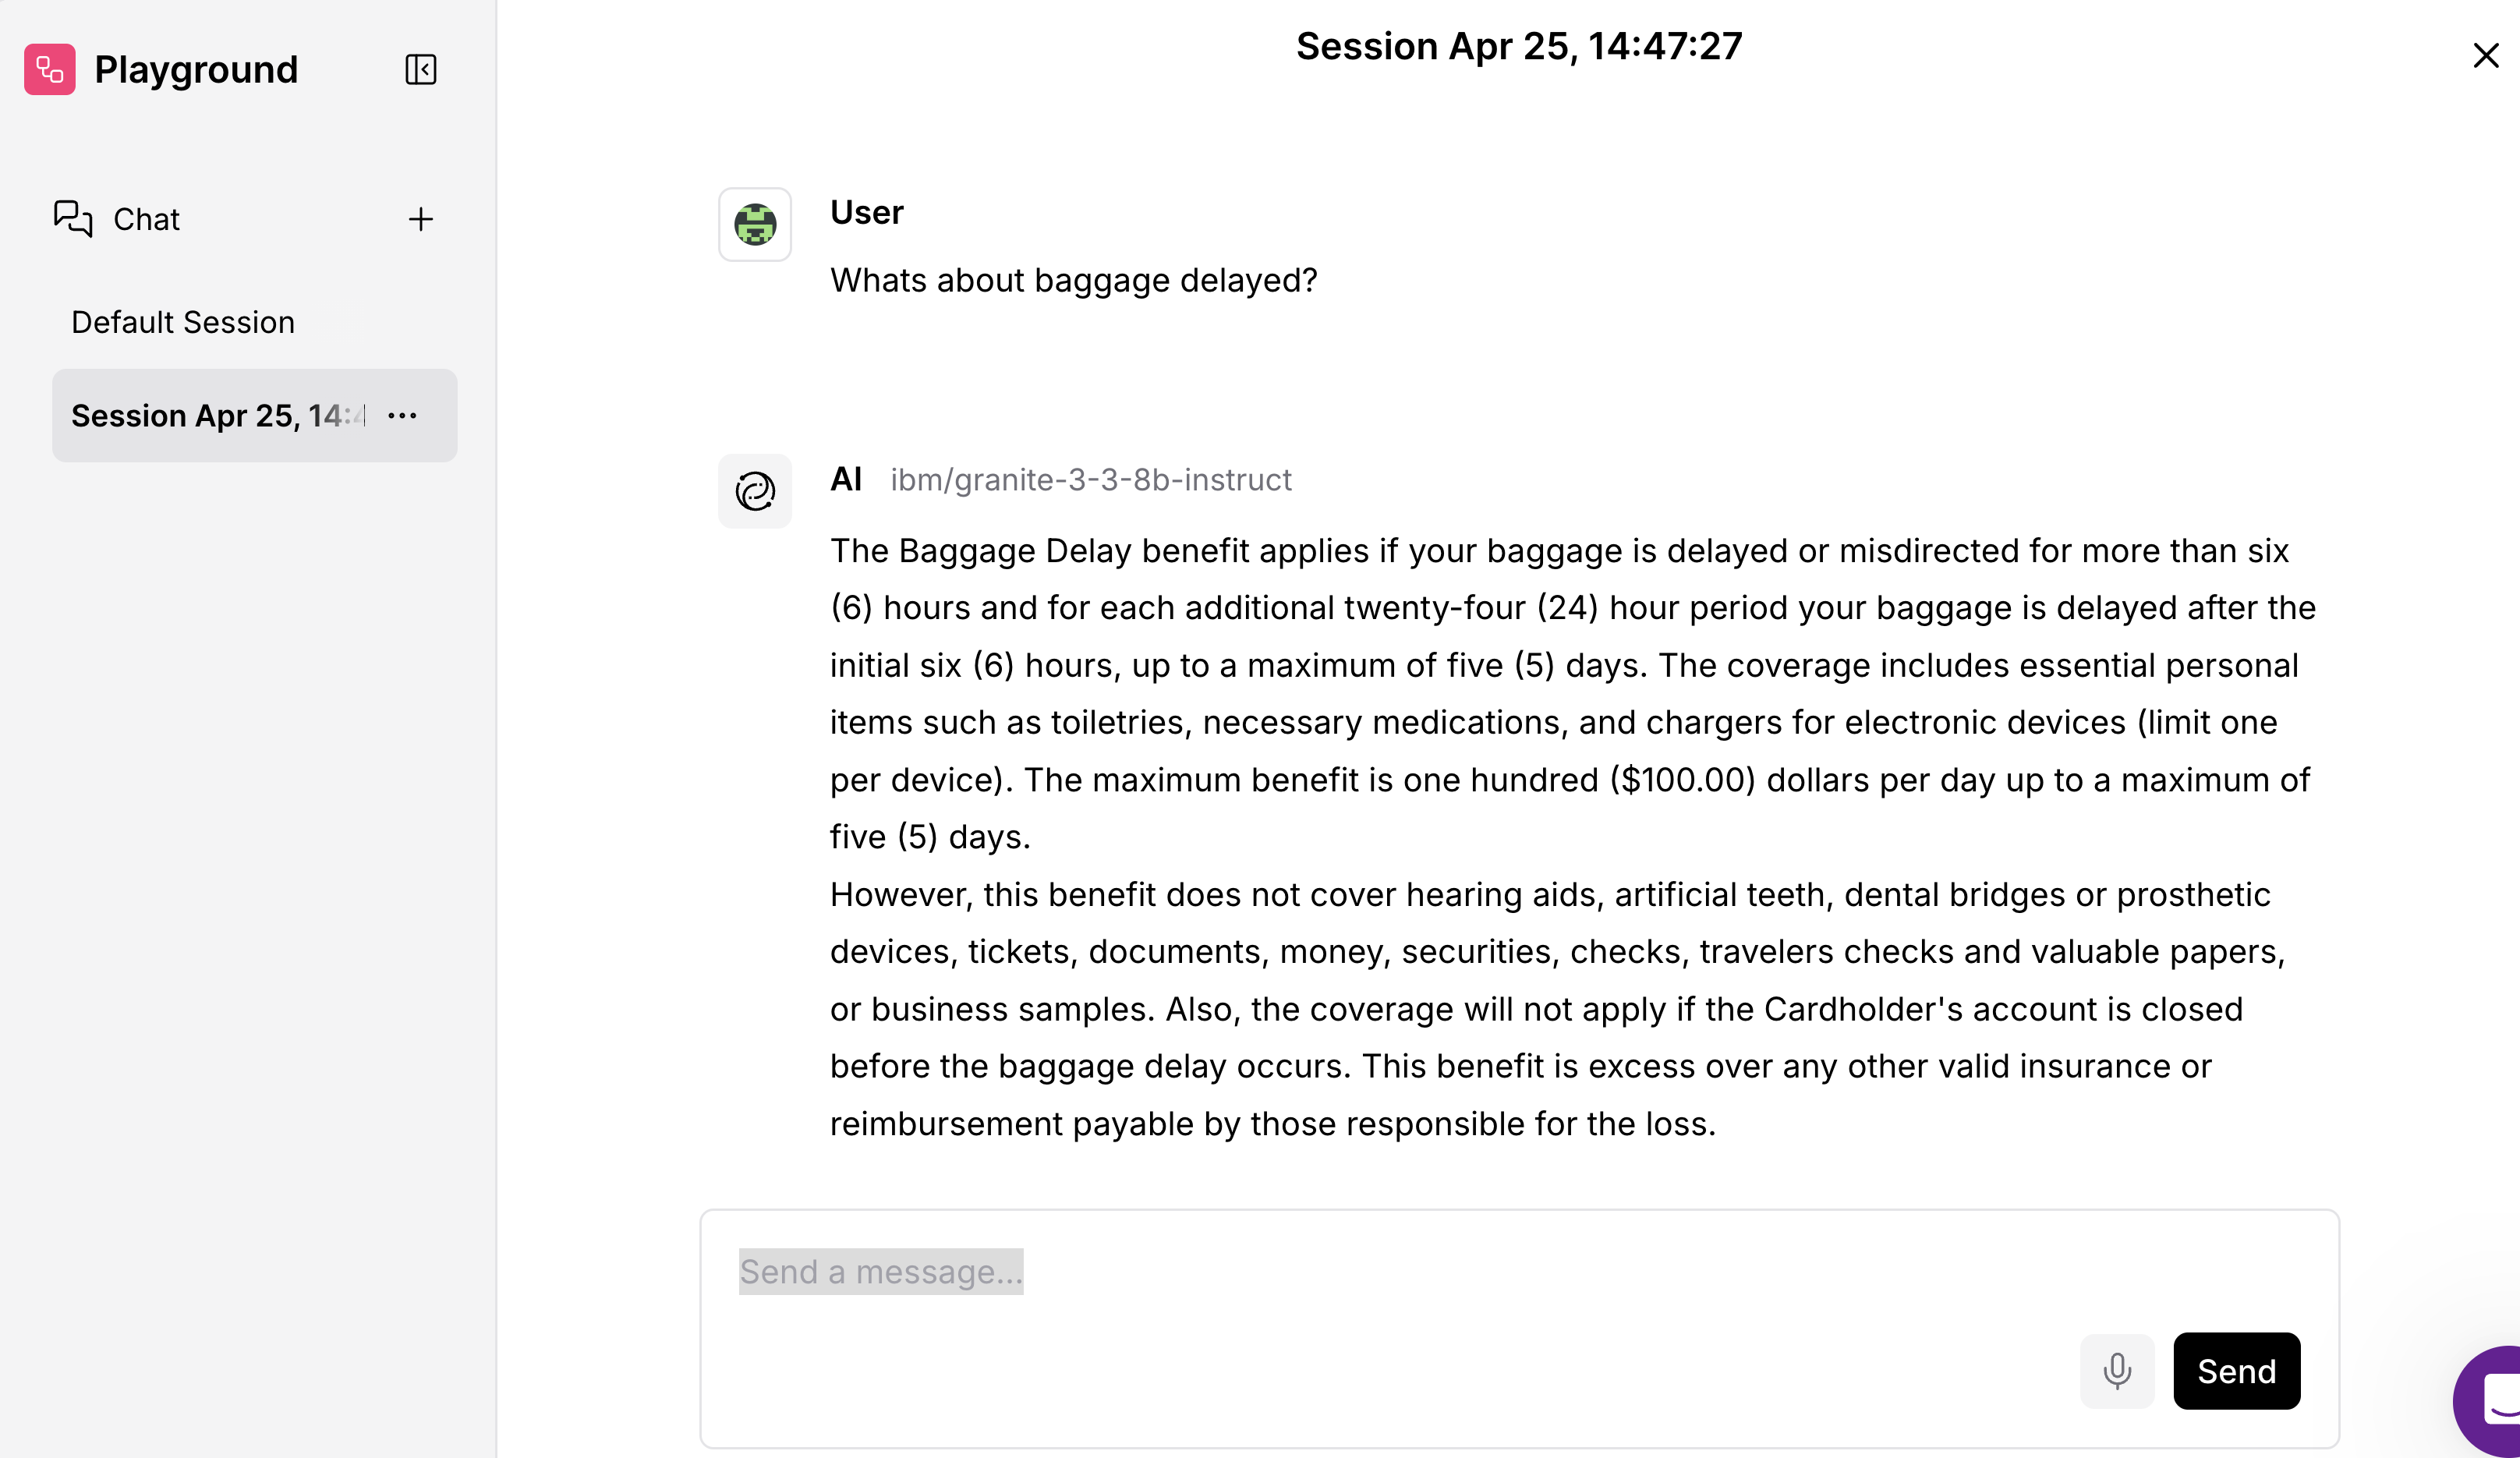 Playground
Chat
Default Session
Session Apr 25, 14:4
Session Apr 25, 14:47:27
User
Whats about baggage delayed?
AI ibm/granite-3-3-8b-instruct
The Baggage Delay benefit applies if your baggage is delayed or misdirected for more than six
(6) hours and for each additional twenty-four (24) hour period your baggage is delayed after the
initial six (6) hours, up to a maximum of five (5) days. The coverage includes essential personal
items such as toiletries, necessary medications, and chargers for electronic devices (limit one
per device). The maximum benefit is one hundred ($100.00) dollars per day up to a maximum of
five (5) days.
However, this benefit does not cover hearing aids, artificial teeth, dental bridges or prosthetic
devices, tickets, documents, money, securities, checks, travelers checks and valuable papers,
or business samples. Also, the coverage will not apply if the Cardholder's account is closed
before the baggage delay occurs. This benefit is excess over any other valid insurance or
reimbursement payable by those responsible for the loss.
Send a message...
Send